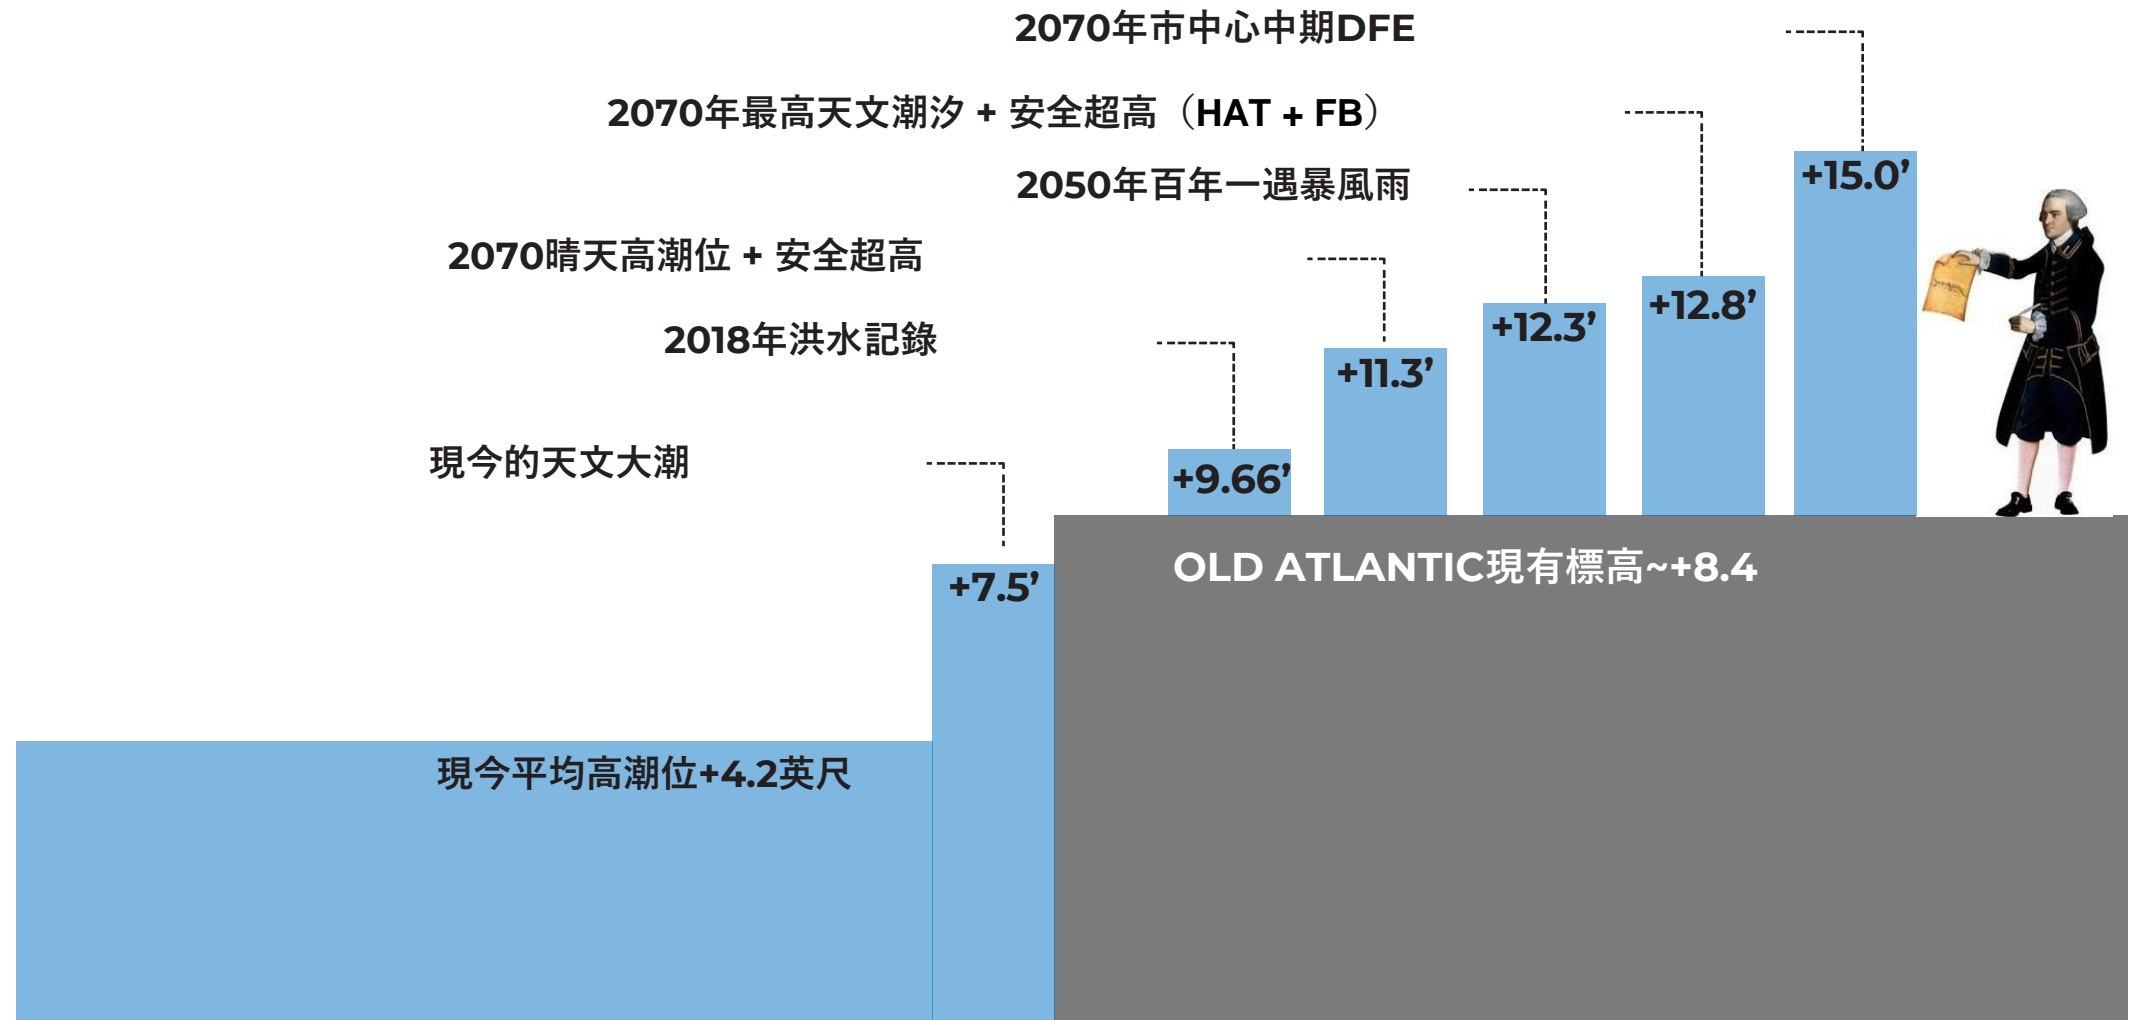 2070年市中心中期DFE
2070年最高天文潮汐 + 安全超高（HAT + FB）
+15.0’
2050年百年一遇暴風雨
2070晴天高潮位 + 安全超高
+12.8’
+12.3’
2018年洪水記錄
+11.3’
現今的天文大潮
+9.66’
OLD ATLANTIC現有標高~+8.4
+7.5’
現今平均高潮位+4.2英尺